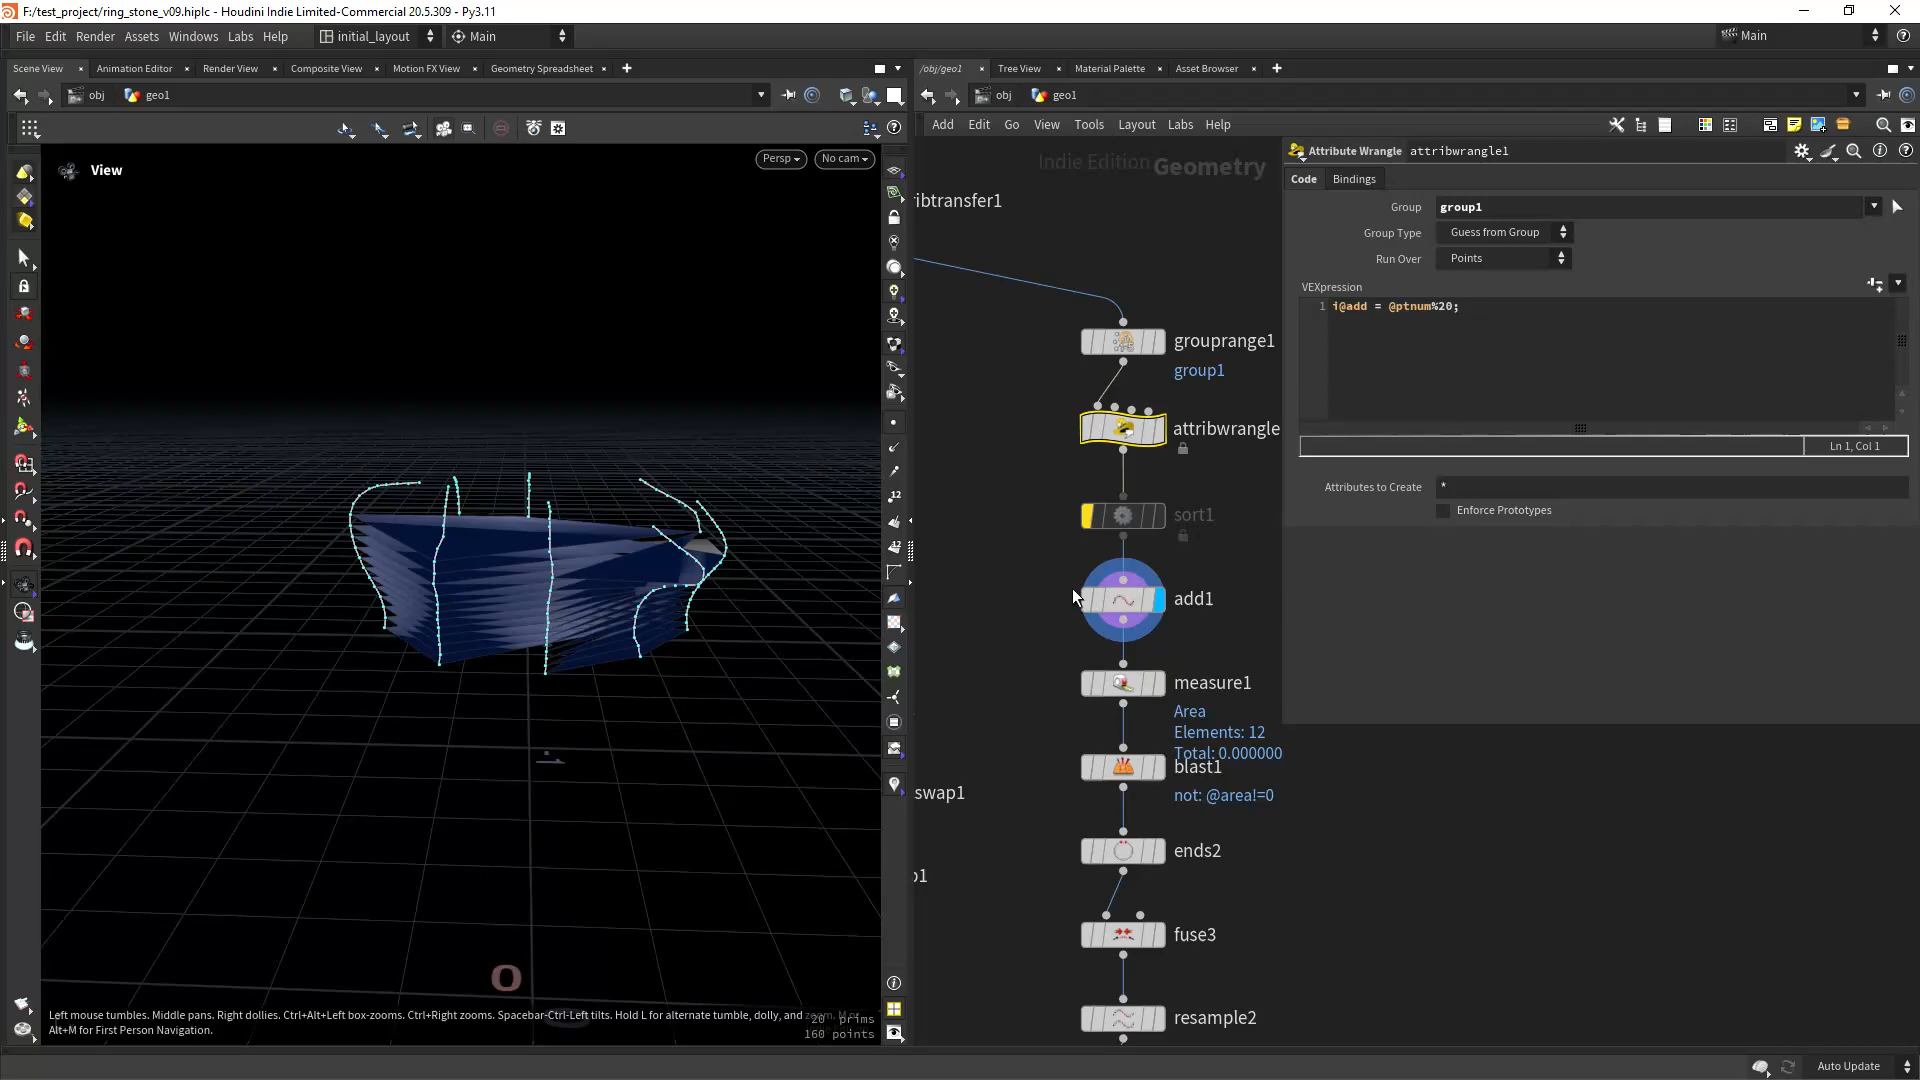 F:/test_project/ring_stone_v09.hiplc - Houdini Indie Limited-Commercial 20.5.309 - Py3.11
File Edit Render Assets Windows Labs Help initial_layout Main Main
Scene View Animation Editor Render View Composite View Motion FX View Geometry Spreadsheet
/obj/geo1 Tree View Material Palette Asset Browser
obj geo1
obj geo1
Add Edit Go View Tools Layout Labs Help
View
Persp No cam
Indie Edition Geometry
ibtransfer1
grouprange1
group1
attribwrangle
sort1
add1
measure1
Area
Elements: 12
Total: 0.000000
blast1
not: @area!=0
swap1
ends2
fuse3
resample2
Attribute Wrangle attribwrangle1
Code Bindings
Group group1
Group Type Guess from Group
Run Over Points
VEXpression
1 i@add = @ptnum%20;
Ln 1, Col 1
Attributes to Create *
Enforce Prototypes
12
12
Left mouse tumbles. Middle pans. Right dollies. Ctrl+Alt+Left box-zooms. Ctrl+Right zooms. Spacebar-Ctrl-Left tilts. Hold L for alternate tumble, dolly, and zoom.
Alt+M for First Person Navigation.
20 prims
160 points
Auto Update